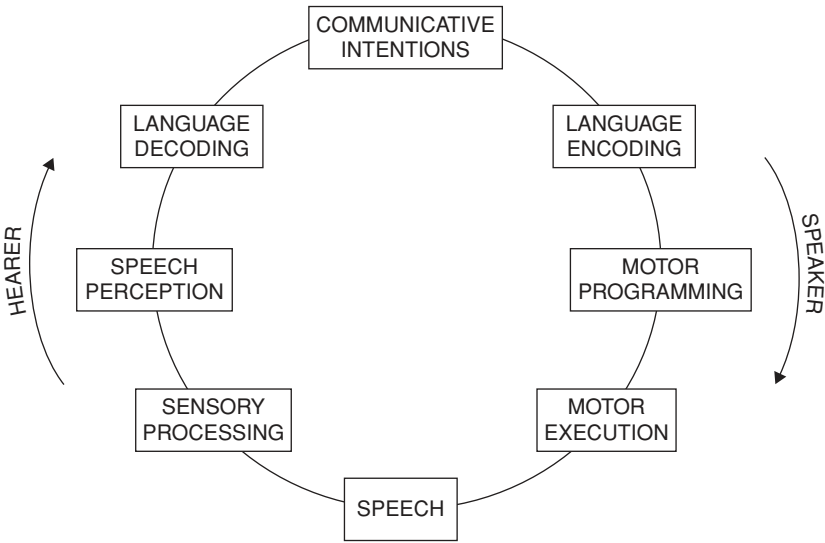 COMMUNICATIVE
INTENTIONS
LANGUAGE
DECODING
LANGUAGE
ENCODING
HEARER
SPEECH
PERCEPTION
MOTOR
PROGRAMMING
SPEAKER
SENSORY
PROCESSING
MOTOR
EXECUTION
SPEECH